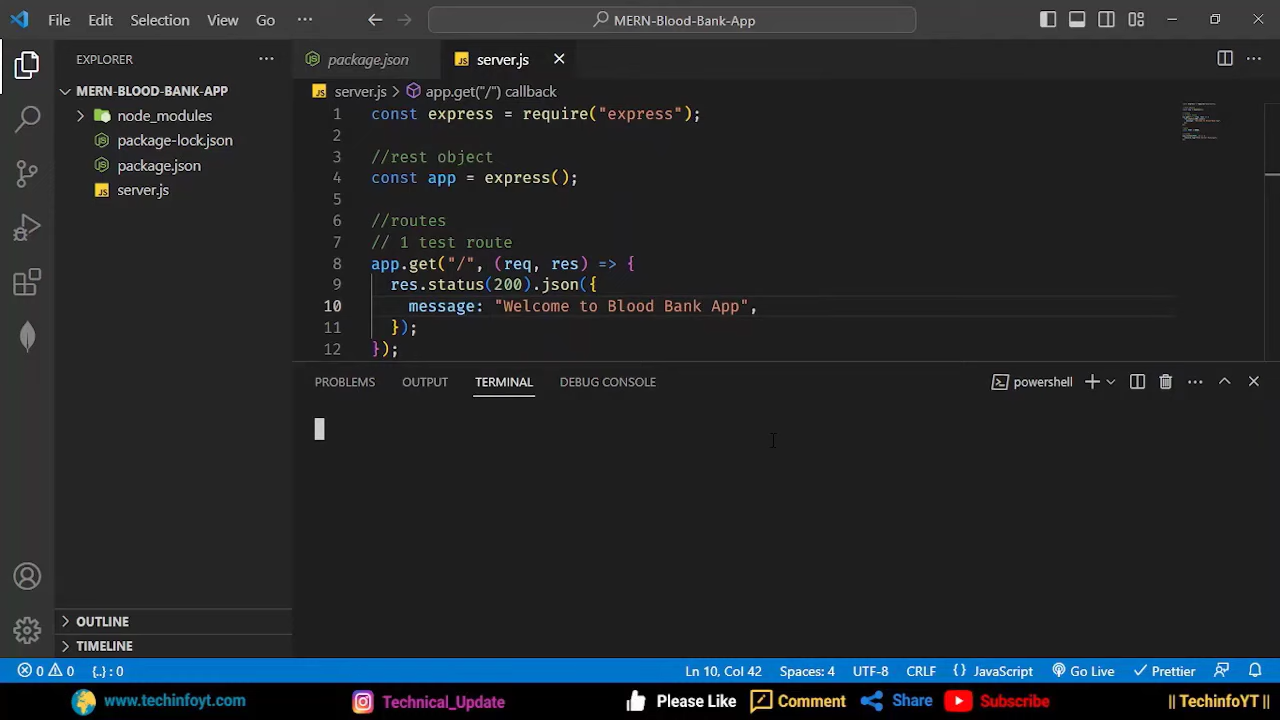 File Edit Selection View Go ··· MERN-Blood-Bank-App
EXPLORER ···
MERN-BLOOD-BANK-APP
node_modules
package-lock.json
package.json
server.js
OUTLINE
TIMELINE
package.json server.js
server.js > app.get("/") callback
1 const express = require("express");
2
3 //rest object
4 const app = express();
5
6 //routes
7 // 1 test route
8 app.get("/", (req, res) => {
9 res.status(200).json({
10 message: "Welcome to Blood Bank App",
11 });
12 });
PROBLEMS OUTPUT TERMINAL DEBUG CONSOLE powershell
0 0 {..} : 0 Ln 10, Col 42 Spaces: 4 UTF-8 CRLF {} JavaScript Go Live Prettier
www.techinfoyt.com Technical_Update Please Like Comment Share Subscribe || TechinfoYT ||